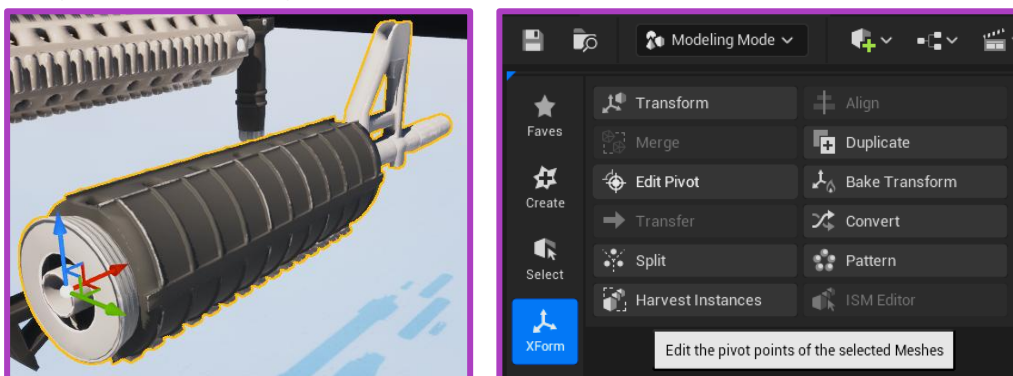 Modeling Mode
Faves
Create
Select
XForm
Transform
Align
Merge
Duplicate
Edit Pivot
Bake Transform
Transfer
Convert
Split
Pattern
Harvest Instances
ISM Editor
Edit the pivot points of the selected Meshes